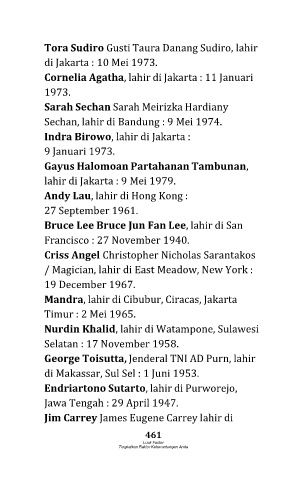 Tora Sudiro Gusti Taura Danang Sudiro, lahir
di Jakarta : 10 Mei 1973.
Cornelia Agatha, lahir di Jakarta : 11 Januari
1973.
Sarah Sechan Sarah Meirizka Hardiany
Sechan, lahir di Bandung : 9 Mei 1974.
Indra Birowo, lahir di Jakarta :
9 Januari 1973.
Gayus Halomoan Partahanan Tambunan,
lahir di Jakarta : 9 Mei 1979.
Andy Lau, lahir di Hong Kong :
27 September 1961.
Bruce Lee Bruce Jun Fan Lee, lahir di San
Francisco : 27 November 1940.
Criss Angel Christopher Nicholas Sarantakos
/ Magician, lahir di East Meadow, New York :
19 December 1967.
Mandra, lahir di Cibubur, Ciracas, Jakarta
Timur : 2 Mei 1965.
Nurdin Khalid, lahir di Watampone, Sulawesi
Selatan : 17 November 1958.
George Toisutta, Jenderal TNI AD Purn, lahir
di Makassar, Sul Sel : 1 Juni 1953.
Endriartono Sutarto, lahir di Purworejo,
Jawa Tengah : 29 April 1947.
Jim Carrey James Eugene Carrey lahir di
461